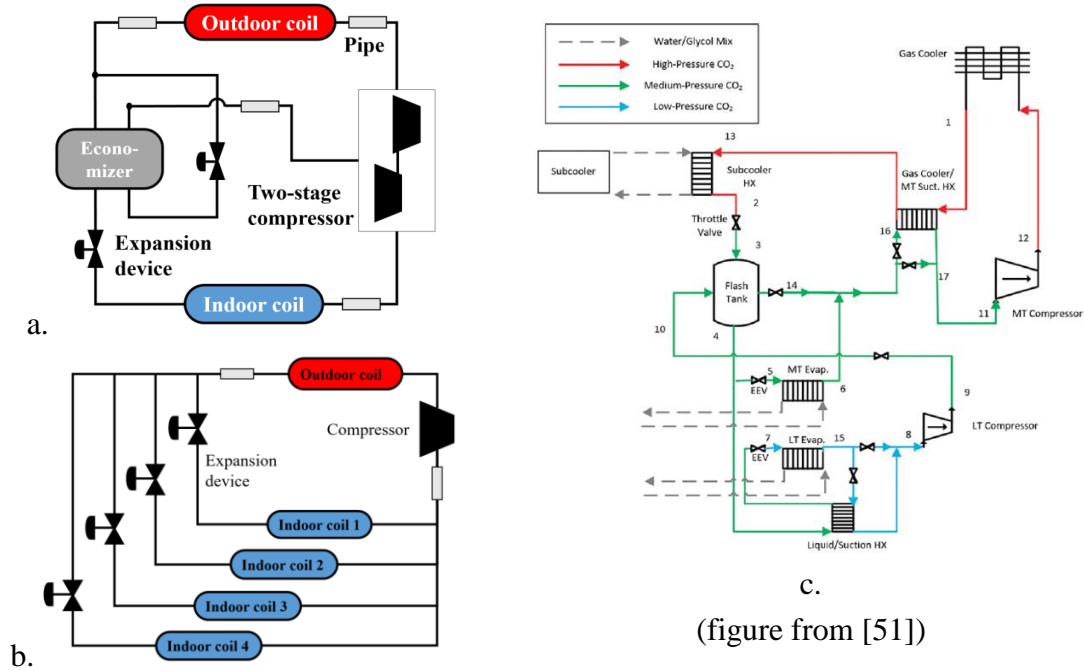 a.
Outdoor coil
Pipe
Econo-
mizer
Two-stage
compressor
Expansion
device
Indoor coil
b.
Outdoor coil
Compressor
Expansion
device
Indoor coil 1
Indoor coil 2
Indoor coil 3
Indoor coil 4
Water/Glycol Mix
High-Pressure CO₂
Medium-Pressure CO₂
Low-Pressure CO₂
Gas Cooler
1
13
Subcooler
Subcooler
HX
2
Gas Cooler/
MT Suct. HX
Throttle
Valve
3
16
12
17
Flash
Tank
14
11
MT Compressor
10
4
MT Evap.
5
EEV
6
9
LT Evap.
7
EEV
15
8
LT Compressor
Liquid/Suction HX
c.
(figure from [51])